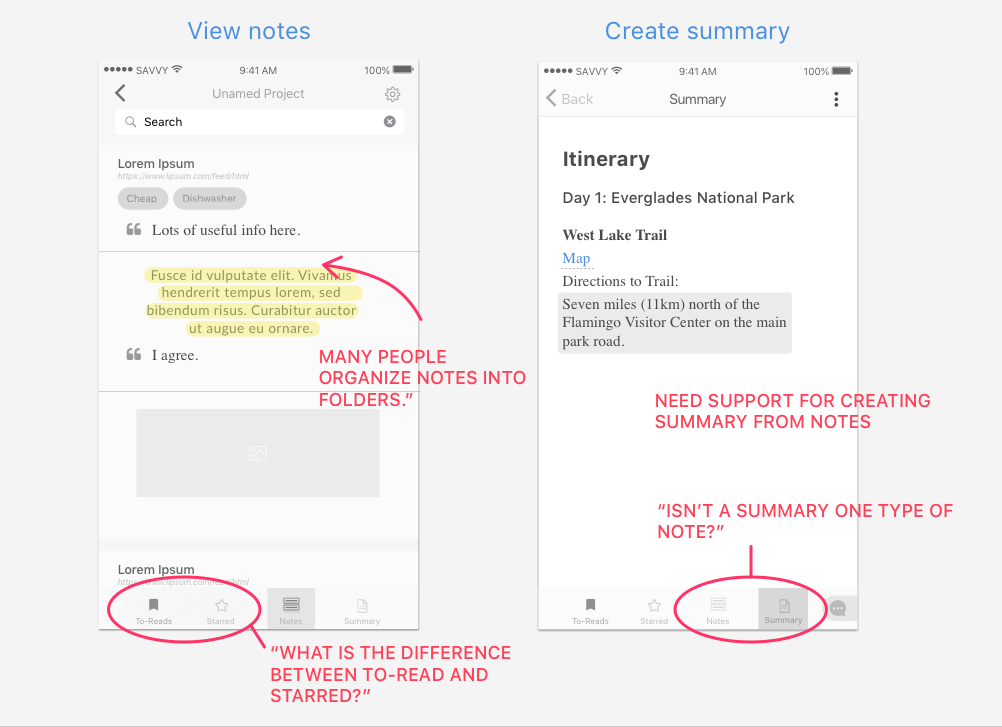 View notes
Create summary
SAVVY
9:41 AM
100%
Unamed Project
Search
Lorem Ipsum
https://www.lipsum.com/feed/html
Cheap
Dishwasher
Lots of useful info here.
Fusce id vulputate elit. Vivamus
hendrerit tempus lorem, sed
bibendum risus. Curabitur auctor
ut augue eu ornare.
I agree.
MANY PEOPLE
ORGANIZE NOTES INTO
FOLDERS.”
Lorem Ipsum
https://www.lipsum.com/feed/html
To-Reads
Starred
Notes
Summary
“WHAT IS THE DIFFERENCE
BETWEEN TO-READ AND
STARRED?”
SAVVY
9:41 AM
100%
Back
Summary
Itinerary
Day 1: Everglades National Park
West Lake Trail
Map
Directions to Trail:
Seven miles (11km) north of the
Flamingo Visitor Center on the main
park road.
NEED SUPPORT FOR CREATING
SUMMARY FROM NOTES
“ISN’T A SUMMARY ONE TYPE OF
NOTE?”
To-Reads
Starred
Notes
Summary